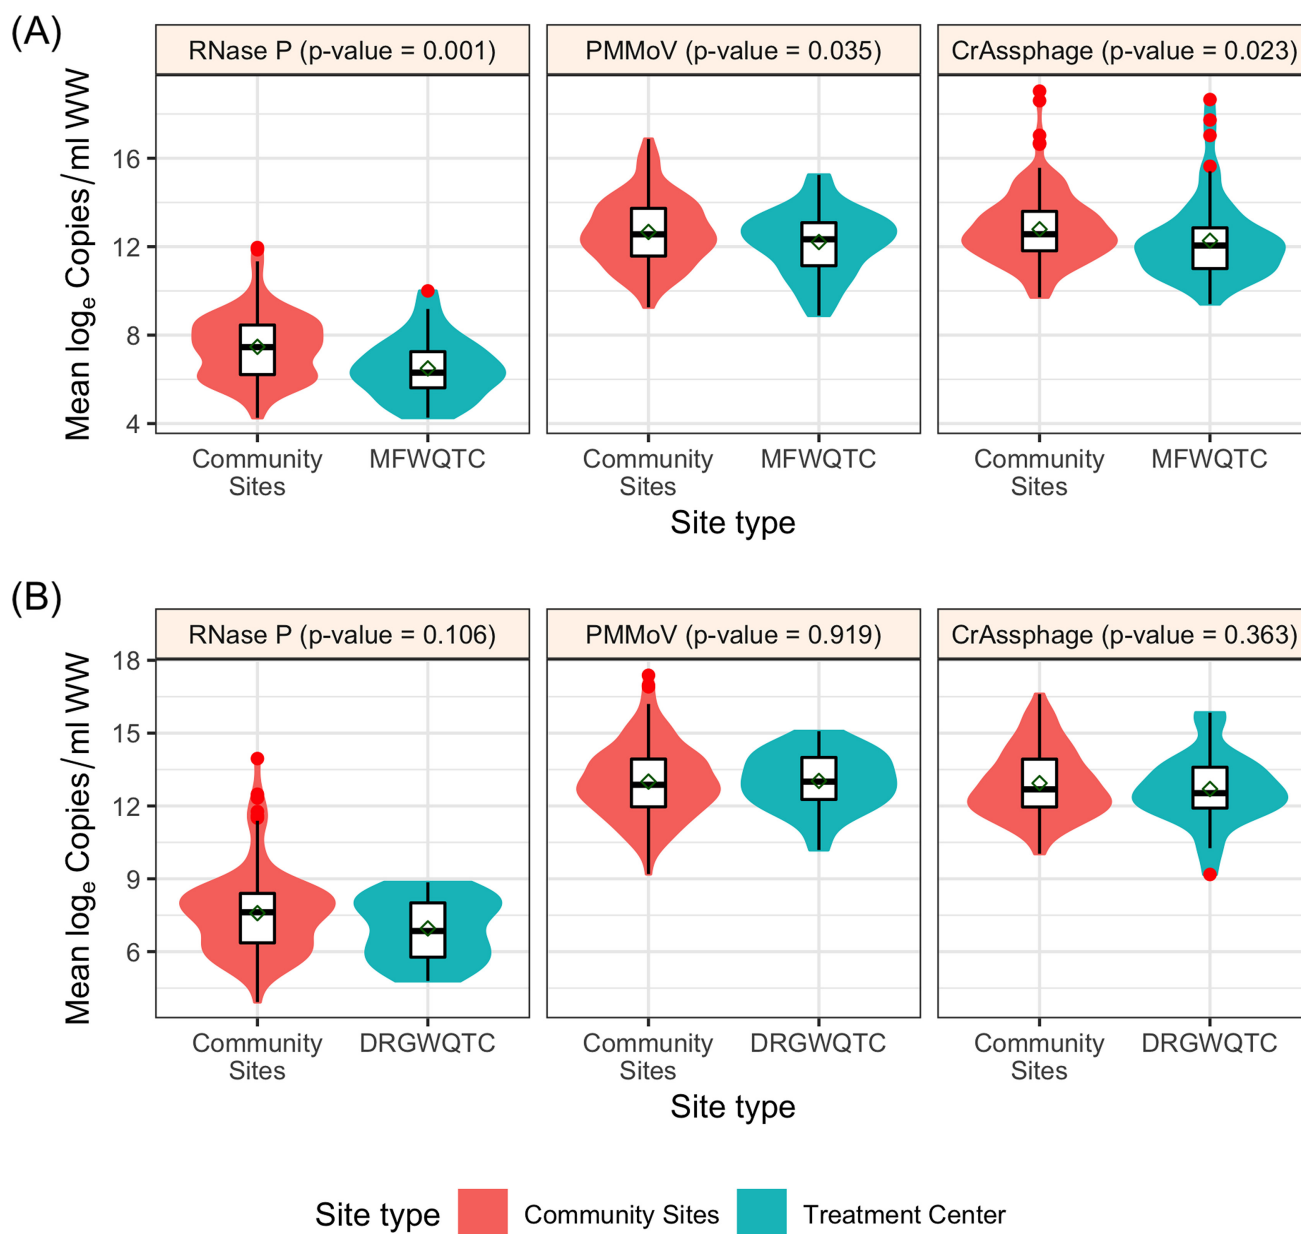 (A)
RNase P (p-value = 0.001)
PMMoV (p-value = 0.035)
CrAssphage (p-value = 0.023)
Mean logₑ Copies/ml WW
16
12
8
4
Community
Sites
MFWQTC
Community
Sites
MFWQTC
Community
Sites
MFWQTC
Site type
(B)
RNase P (p-value = 0.106)
PMMoV (p-value = 0.919)
CrAssphage (p-value = 0.363)
Mean logₑ Copies/ml WW
18
15
12
9
6
Community
Sites
DRGWQTC
Community
Sites
DRGWQTC
Community
Sites
DRGWQTC
Site type
Site type
Community Sites
Treatment Center